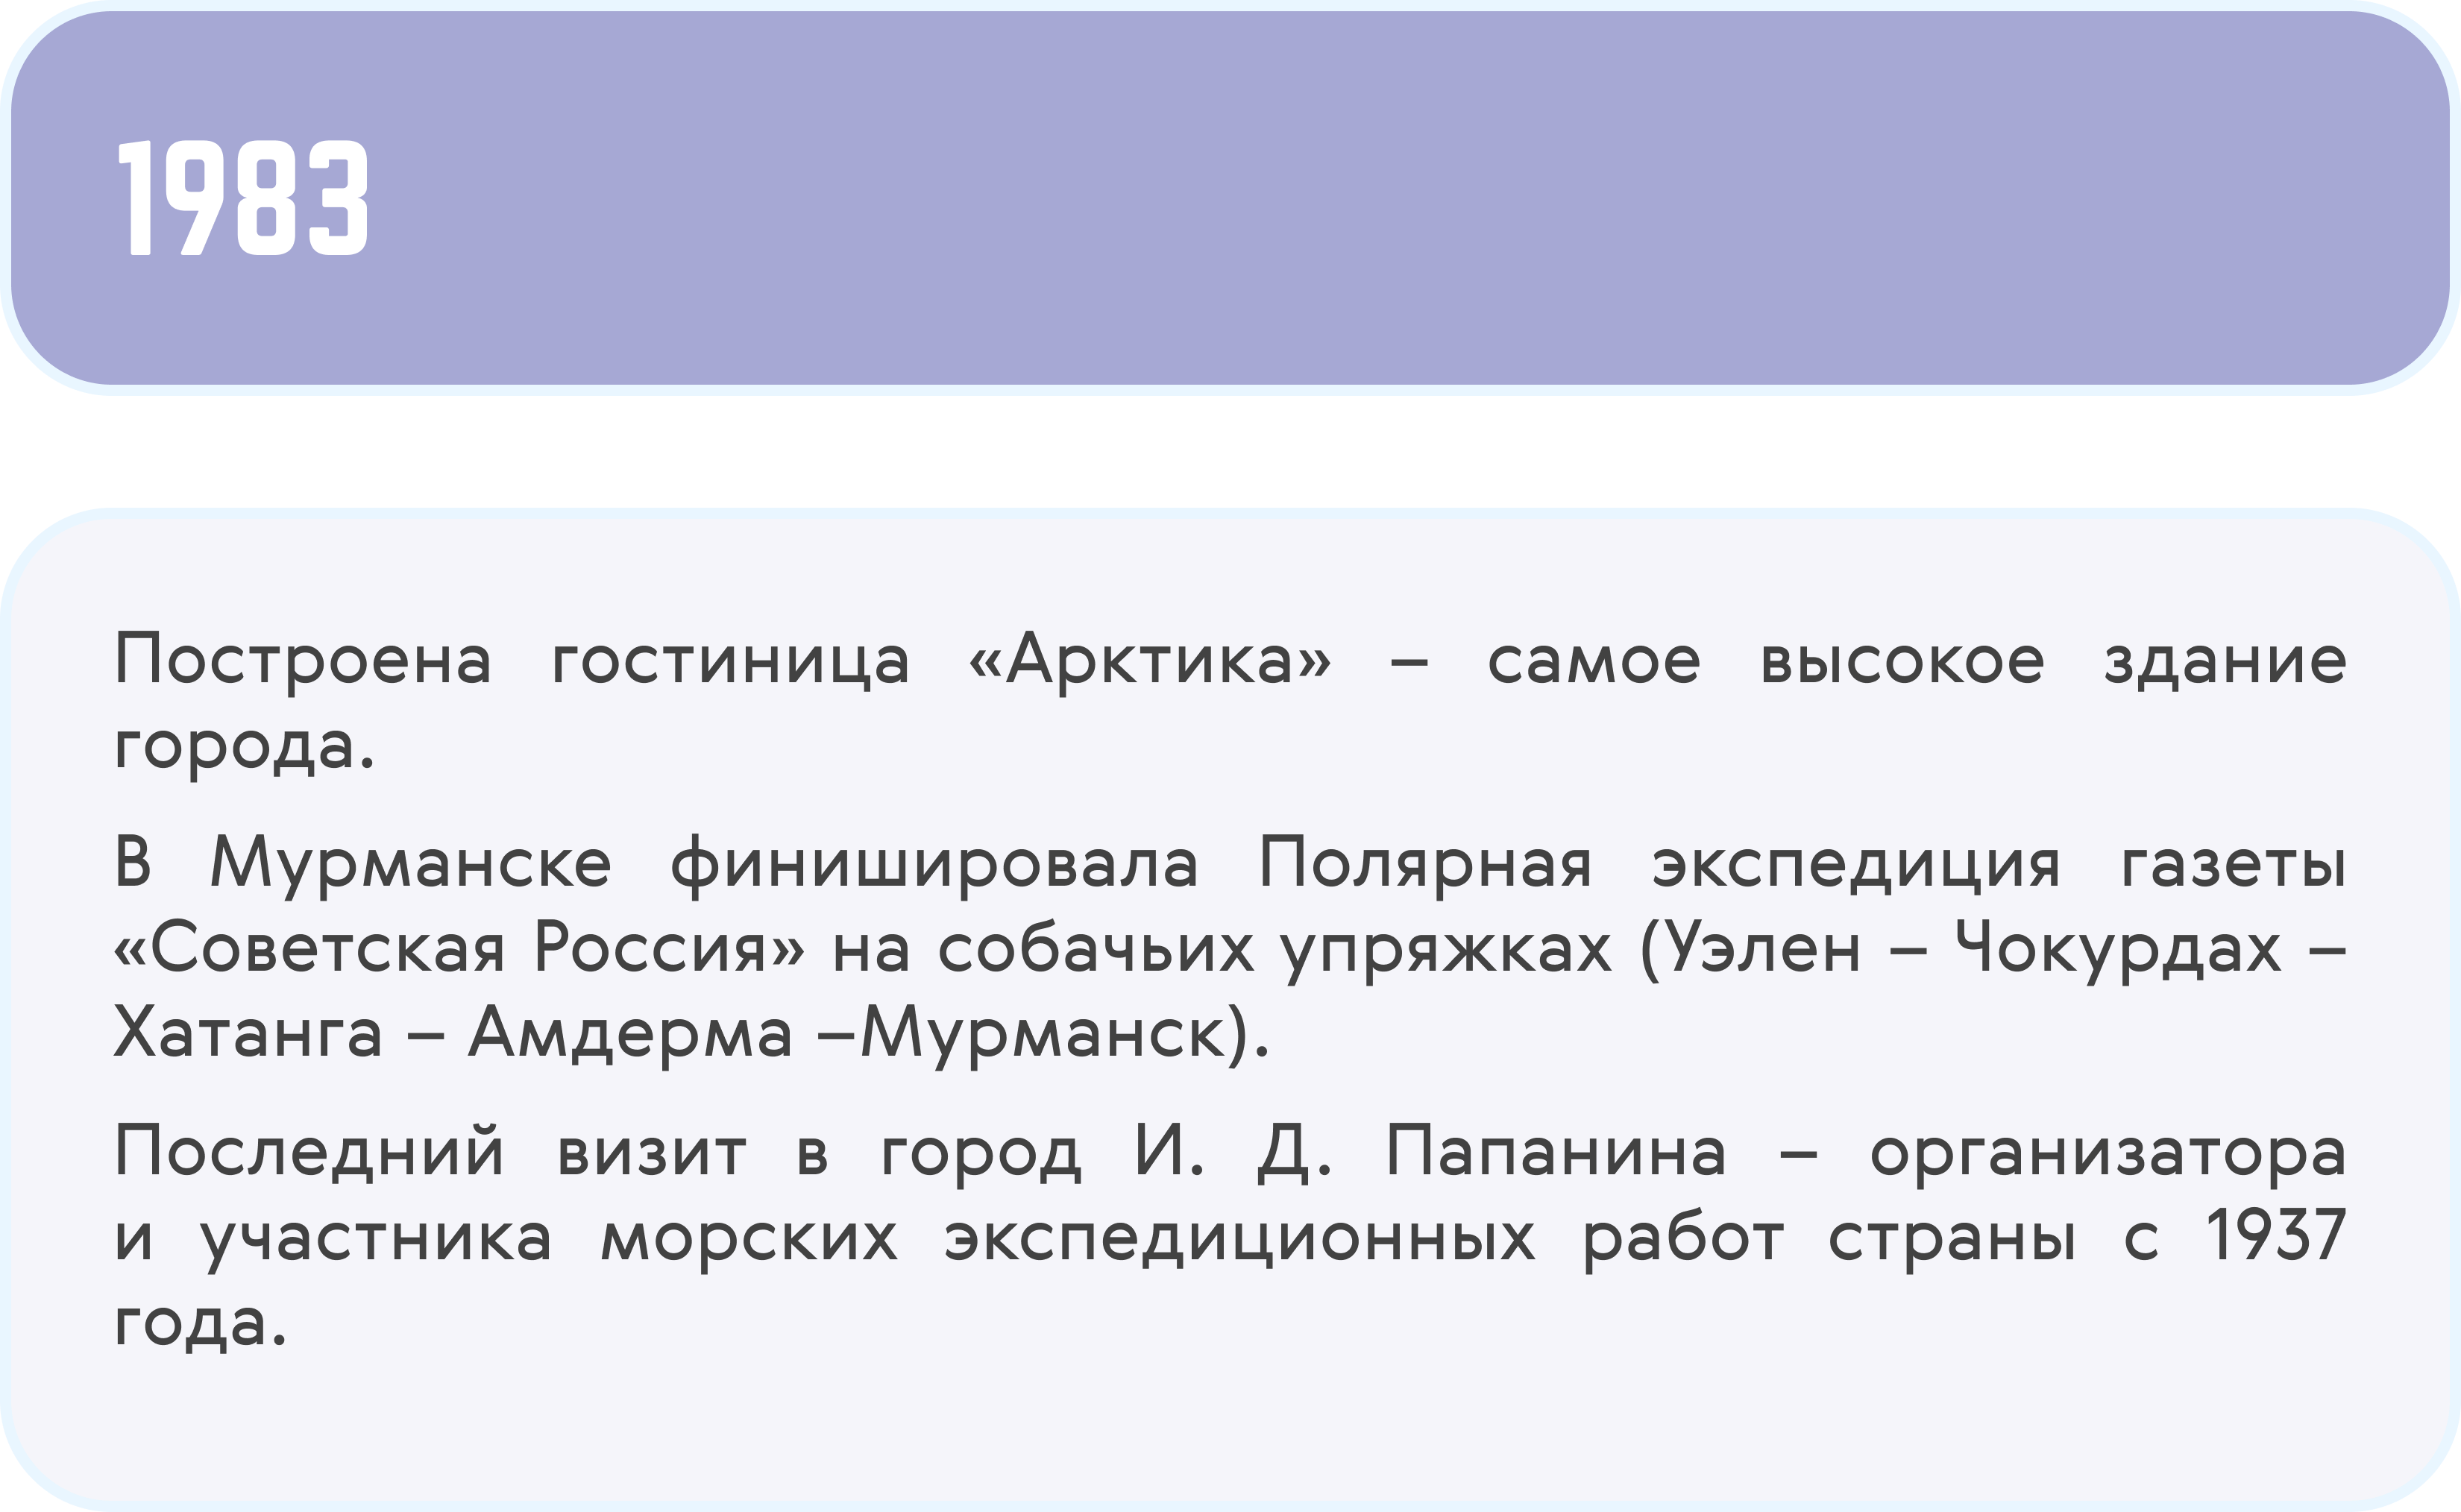 1983
Построена гостиница «Арктика» — самое высокое здание
города.
В Мурманске финишировала Полярная экспедиция газеты
«Советская Россия» на собачьих упряжках (Уэлен — Чокурдах —
Хатанга — Амдерма —Мурманск).
Последний визит в город И. Д. Папанина — организатора
и участника морских экспедиционных работ страны с 1937
года.